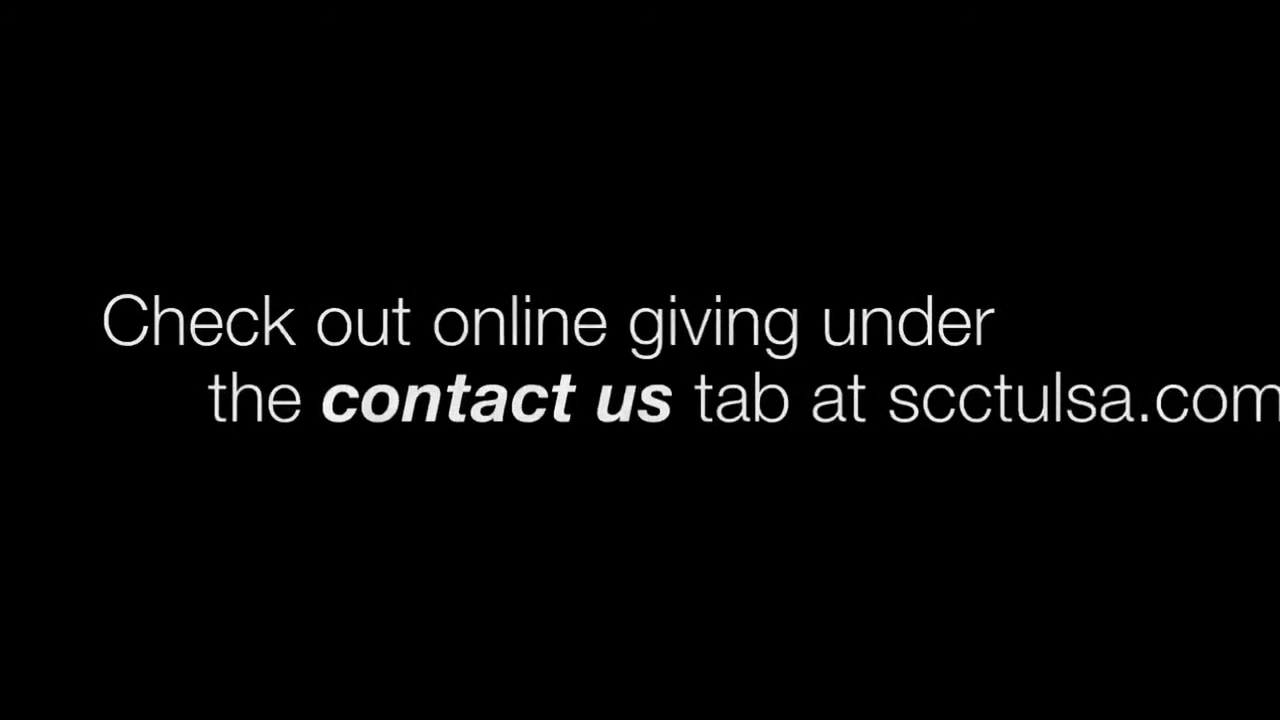 Check out online giving under
the contact us tab at scctulsa.com